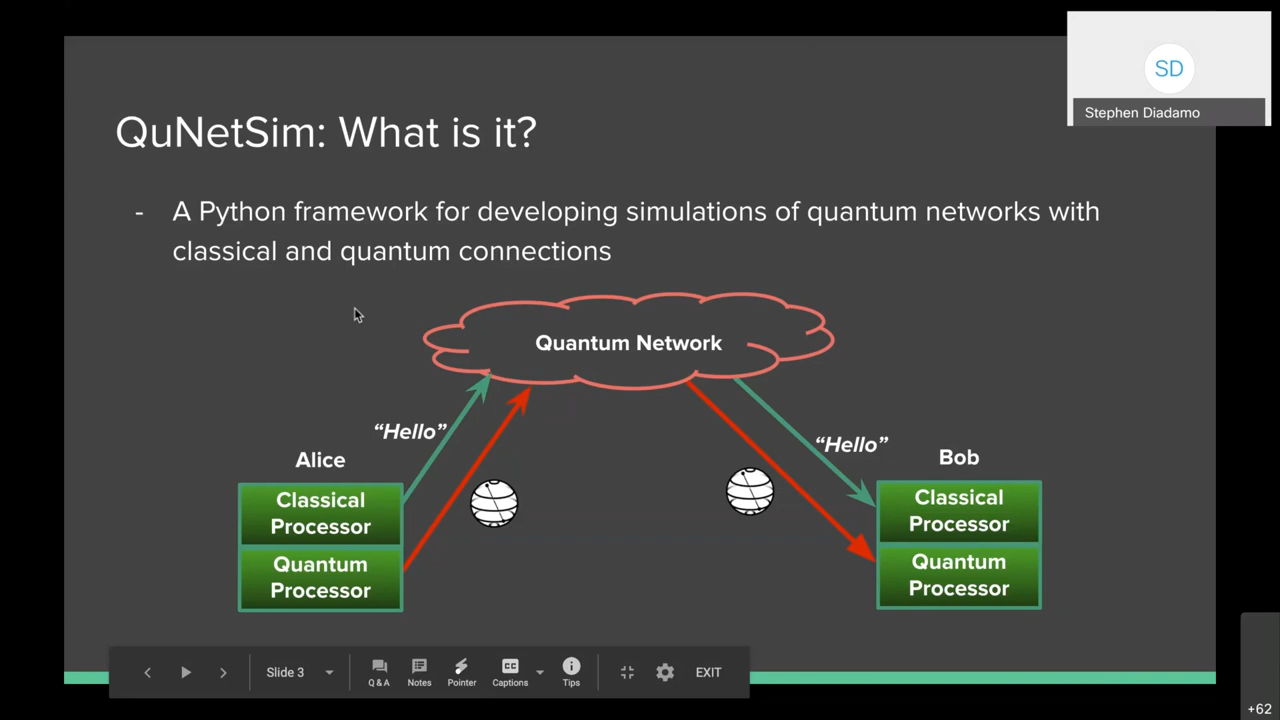 SD
Stephen Diadamo
QuNetSim: What is it?
- A Python framework for developing simulations of quantum networks with
classical and quantum connections
Quantum Network
“Hello”
“Hello”
Alice
Bob
Classical
Processor
Quantum
Processor
Classical
Processor
Quantum
Processor
Slide 3
Q & A
Notes
Pointer
CC
Captions
Tips
EXIT
+62